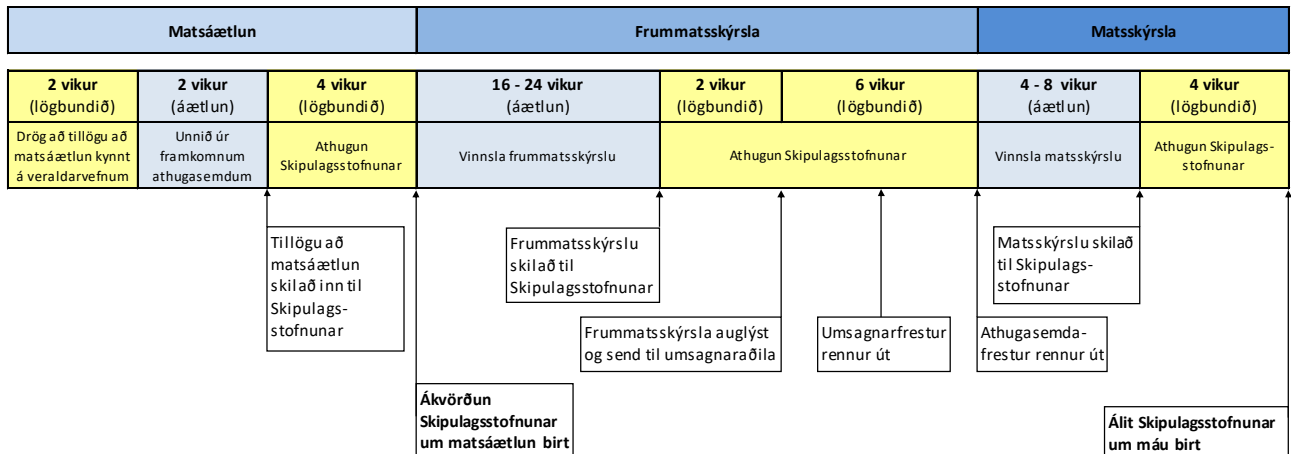 Matsáætlun
Frummatsskýrsla
Matsskýrsla
2 vikur
(lögbundið)
2 vikur
(áætlun)
4 vikur
(lögbundið)
16 - 24 vikur
(áætlun)
2 vikur
(lögbundið)
6 vikur
(lögbundið)
4 - 8 vikur
(áætlun)
4 vikur
(lögbundið)
Drög að tillögu að
matsáætlun kynnt
á veraldarvefnum
Unnið úr
framkomnum
athugasemdum
Athugun
Skipulagsstofnunar
Vinnsla frummatsskýrslu
Athugun Skipulagsstofnunar
Vinnsla matsskýrslu
Athugun Skipulags-
stofnunar
Tillögu að
matsáætlun
skilað inn til
Skipulags-
stofnunar
Frummatsskýrslu
skilað til
Skipulagsstofnunar
Matsskýrslu skilað
til Skipulags-
stofnunar
Frummatsskýrsla auglýst
og send til umsagnaraðila
Umsagnarfrestur
rennur út
Athugasemda-
frestur rennur út
Ákvörðun
Skipulagsstofnunar
um matsáætlun birt
Álit Skipulagsstofnunar
um máu birt